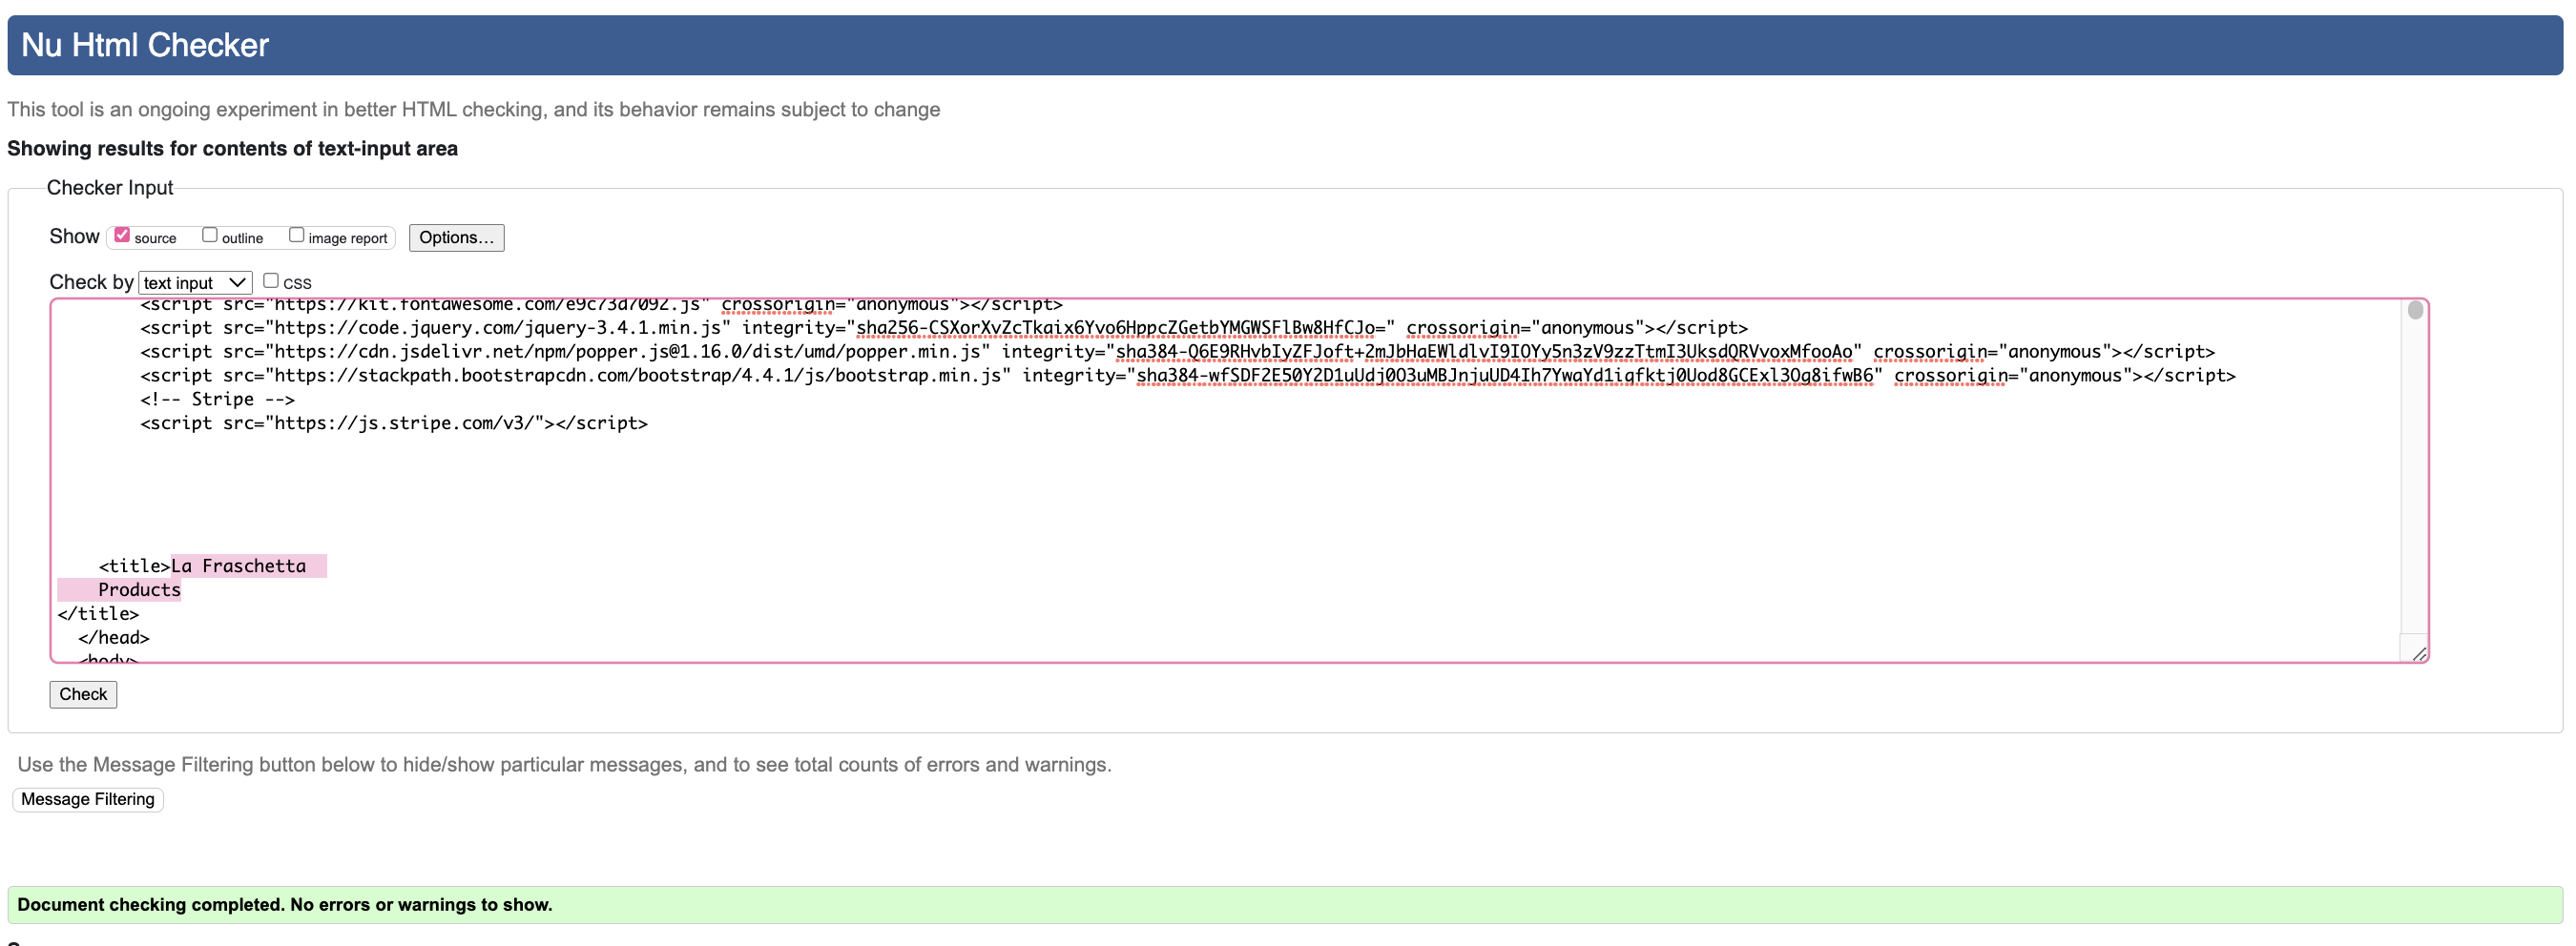 Nu Html Checker
This tool is an ongoing experiment in better HTML checking, and its behavior remains subject to change
Showing results for contents of text-input area
Checker Input
Show source outline image report Options...
Check by text input CSS
<script src="https://kit.fontawesome.com/e9c73d7092.js" crossorigin="anonymous"></script>
<script src="https://code.jquery.com/jquery-3.4.1.min.js" integrity="sha256-CSXorXvZcTkaix6Yvo6HppcZGetbYMGWSFlBw8HfCJo=" crossorigin="anonymous"></script>
<script src="https://cdn.jsdelivr.net/npm/popper.js@1.16.0/dist/umd/popper.min.js" integrity="sha384-Q6E9RHvbIyZFJoft+2mJbHaEWldlvI9IOYy5n3zV9zzTtmI3UksdQRVvoxMfooAo" crossorigin="anonymous"></script>
<script src="https://stackpath.bootstrapcdn.com/bootstrap/4.4.1/js/bootstrap.min.js" integrity="sha384-wfSDF2E50Y2D1uUdj0O3uMBJnjuUD4Ih7YwaYd1iqfktj0Uod8GCExl3Og8ifwB6" crossorigin="anonymous"></script>
<!-- Stripe -->
<script src="https://js.stripe.com/v3/"></script>
<title>La Fraschetta
Products
</title>
</head>
<body>
Check
Use the Message Filtering button below to hide/show particular messages, and to see total counts of errors and warnings.
Message Filtering
Document checking completed. No errors or warnings to show.